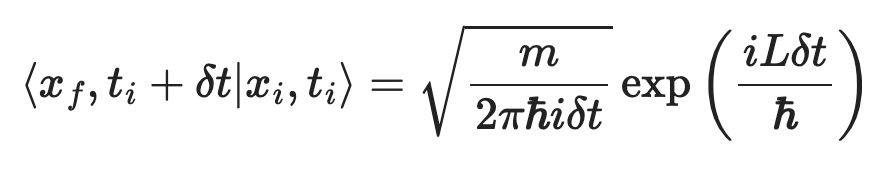 ⟨x_f, t_i + δt|x_i, t_i⟩ = √(m / 2πħiδt) exp (iLδt / ħ)